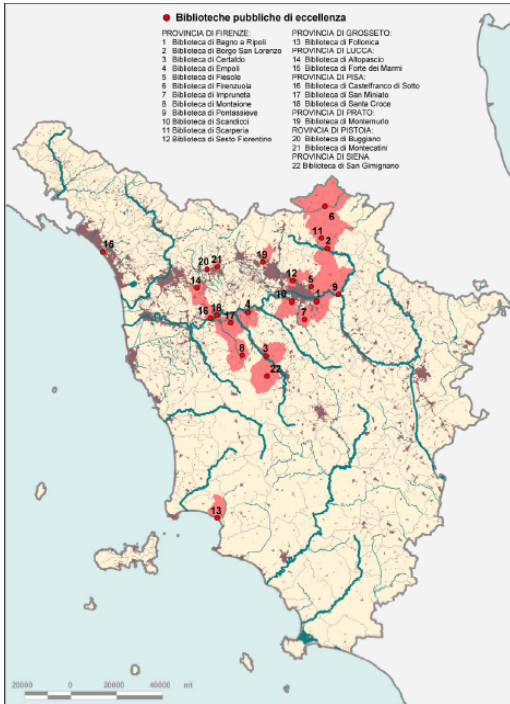 Biblioteche pubbliche di eccellenza
PROVINCIA DI FIRENZE:
1 Biblioteca di Bagno a Ripoli
2 Biblioteca di Borgo San Lorenzo
3 Biblioteca di Certaldo
4 Biblioteca di Empoli
5 Biblioteca di Fiesole
6 Biblioteca di Firenzuola
7 Biblioteca di Impruneta
8 Biblioteca di Montaione
9 Biblioteca di Pontassieve
10 Biblioteca di Scandicci
11 Biblioteca di Scarperia
12 Biblioteca di Sesto Fiorentino
PROVINCIA DI GROSSETO:
13 Biblioteca di Follonica
PROVINCIA DI LUCCA:
14 Biblioteca di Altopascio
15 Biblioteca di Forte dei Marmi
PROVINCIA DI PISA:
16 Biblioteca di Castelfranco di Sotto
17 Biblioteca di San Miniato
18 Biblioteca di Santa Croce
PROVINCIA DI PRATO:
19 Biblioteca di Montemurlo
ROVINCIA DI PISTOIA:
20 Biblioteca di Buggiano
21 Biblioteca di Montecatini
PROVINCIA DI SIENA
22 Biblioteca di San Gimignano
6
11
2
15
19
20 21
12
5
14
9
10
1
4
16 18
17
7
8
3
22
13
20000 0 20000 40000 mt